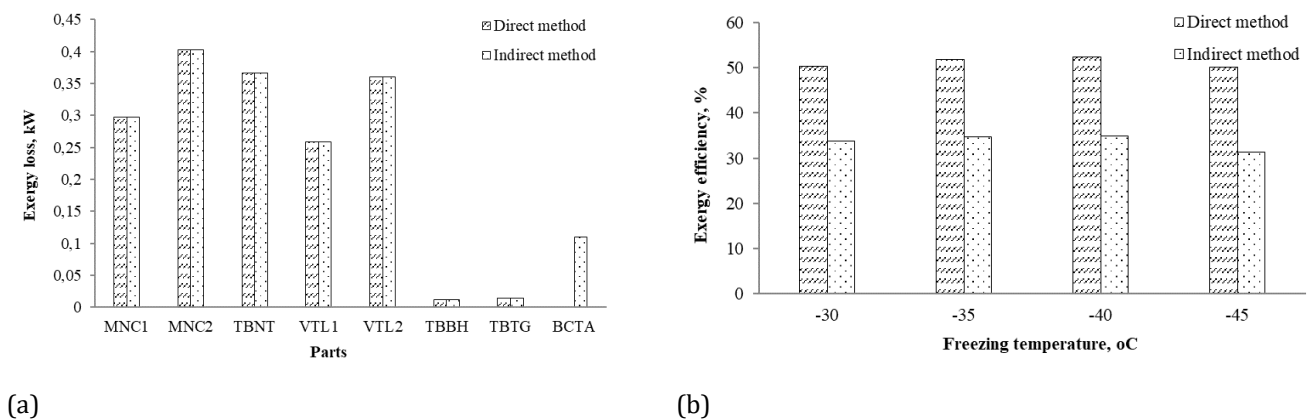 0,45
0,4
0,35
0,3
0,25
0,2
0,15
0,1
0,05
0
Exergy loss, kW
Direct method
Indirect method
MNC1 MNC2 TBNT VTL1 VTL2 TBBH TBTG BCTA
Parts
(a)
60
50
40
30
20
10
0
Exergy efficiency, %
Direct method
Indirect method
-30 -35 -40 -45
Freezing temperature, oC
(b)